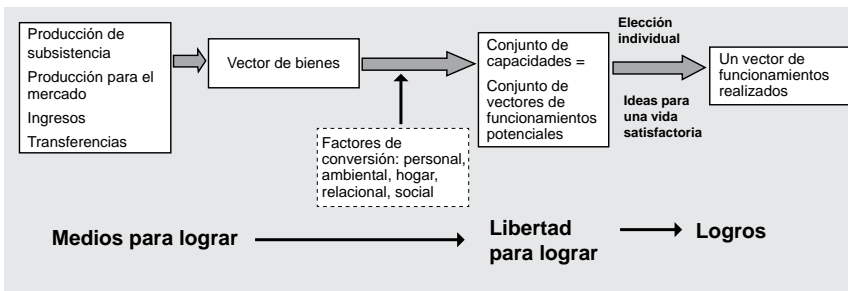 Producción de
subsistencia
Producción para el
mercado
Ingresos
Transferencias
Vector de bienes
Factores de
conversión: personal,
ambiental, hogar,
relacional, social
Conjunto de
capacidades =
Conjunto de
vectores de
funcionamientos
potenciales
Elección
individual
Ideas para
una vida
satisfactoria
Un vector de
funcionamientos
realizados
Medios para lograr
Libertad
para lograr
Logros